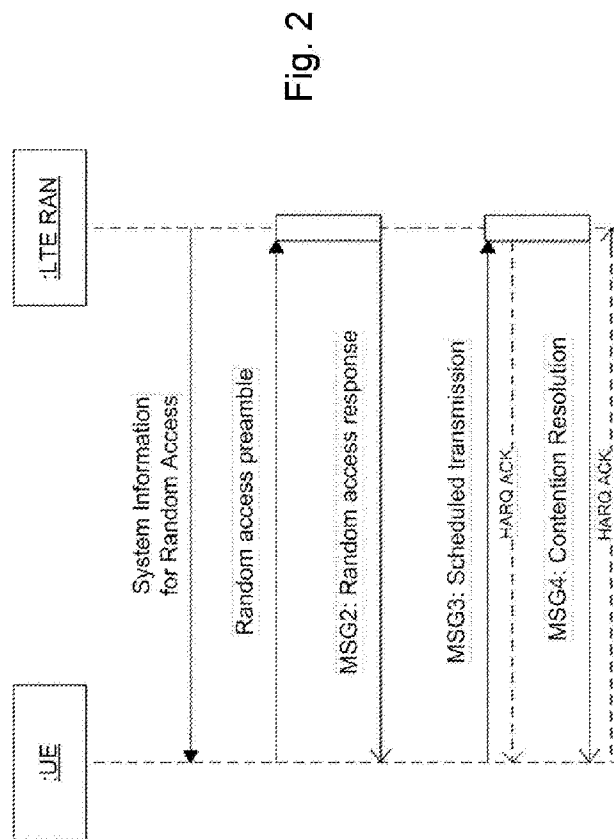 Fig. 2
:UE
:LTE RAN
System Information
for Random Access
Random access preamble
MSG2: Random access response
MSG3: Scheduled transmission
HARQ ACK
MSG4: Contention Resolution
HARQ ACK